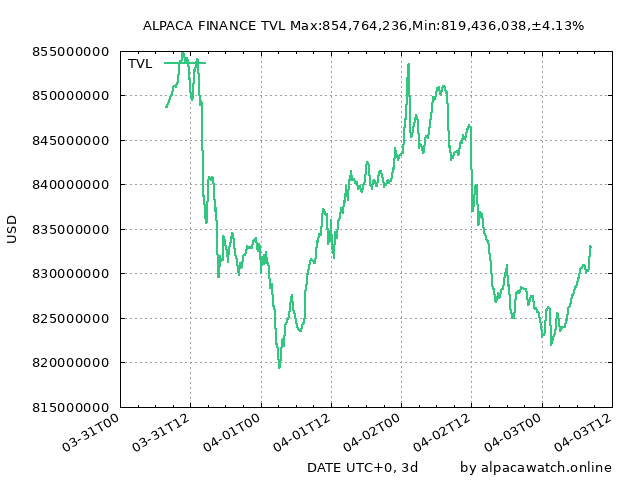 ALPACA FINANCE TVL Max:854,764,236,Min:819,436,038,±4.13%
855000000
TVL
850000000
845000000
840000000
835000000
USD
830000000
825000000
820000000
815000000
03-31T00
03-31T12
04-01T00
04-01T12
04-02T00
04-02T12
04-03T00
04-03T12
DATE UTC+0, 3d
by alpacawatch.online